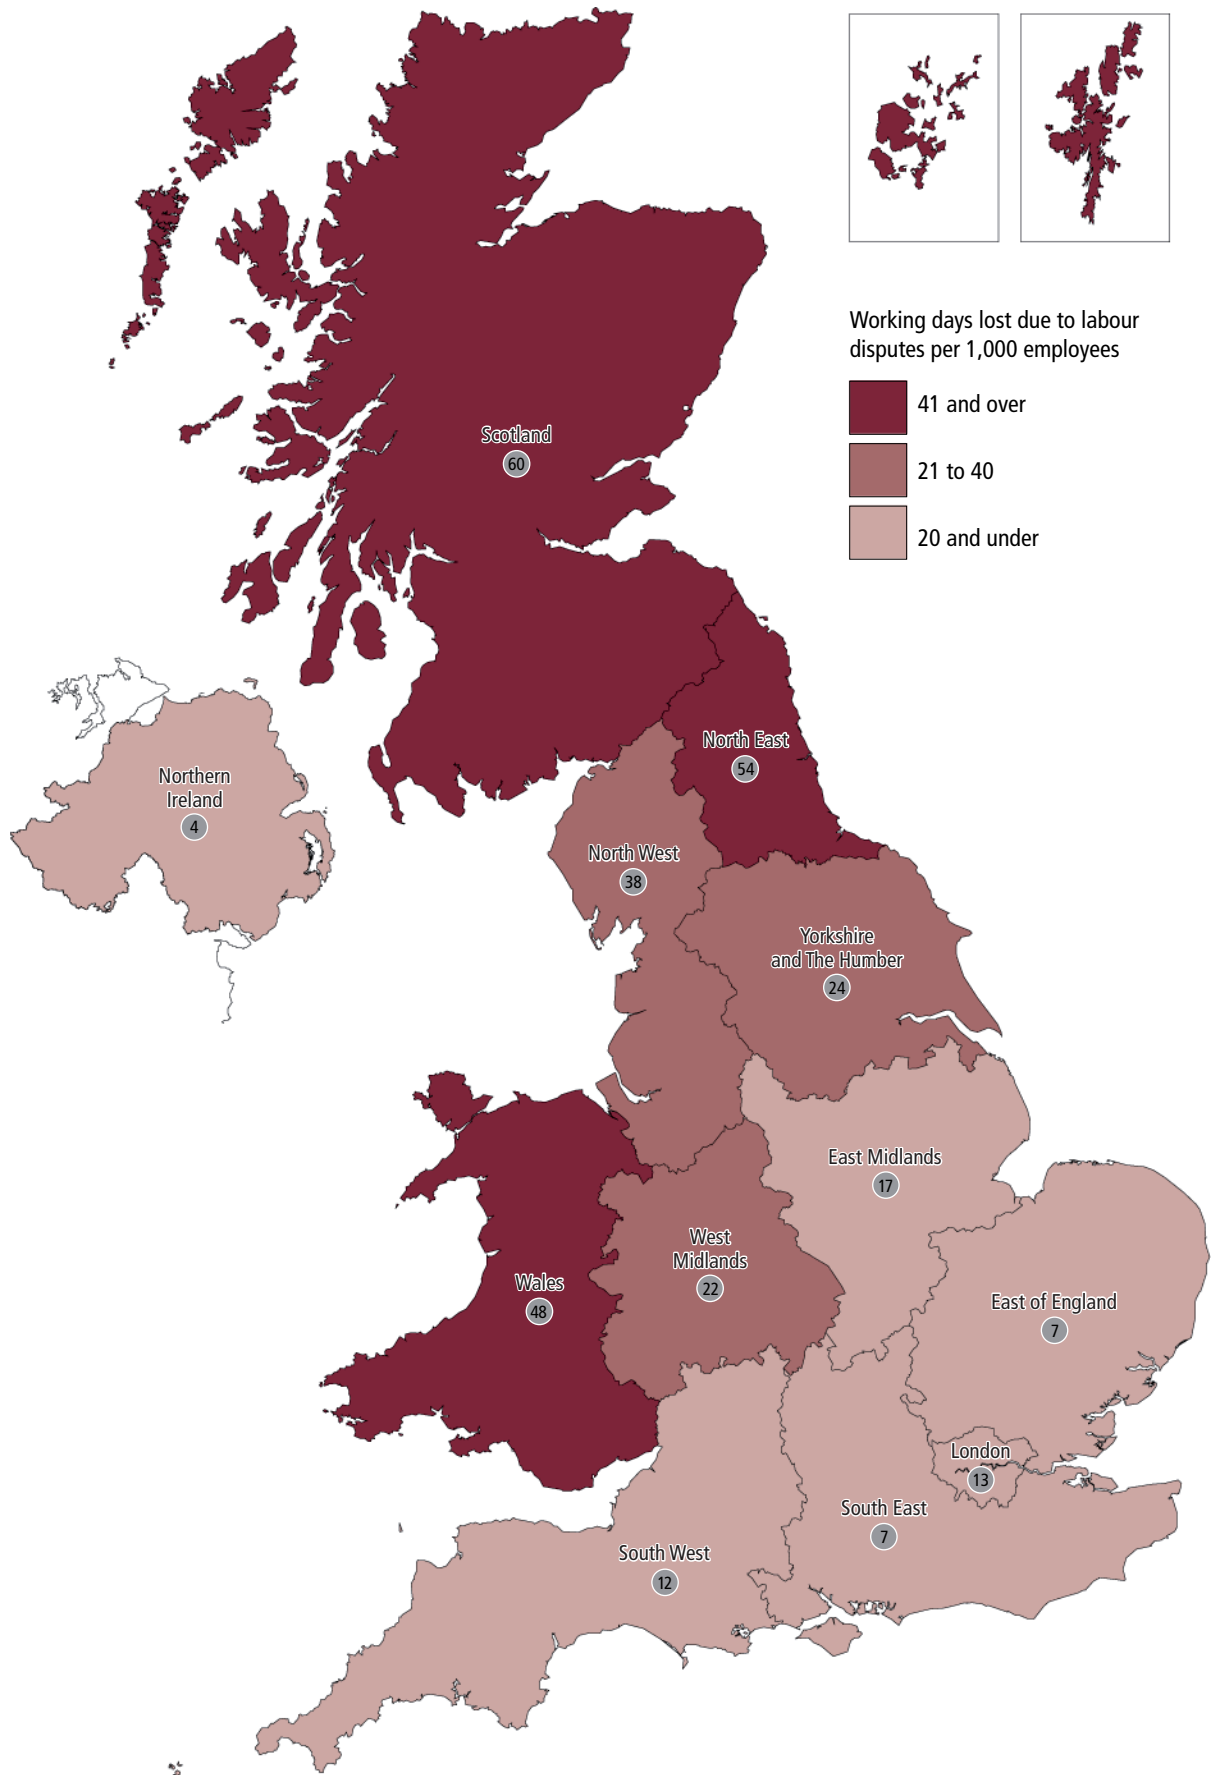 Working days lost due to labour
disputes per 1,000 employees
41 and over
21 to 40
20 and under
Scotland
60
North East
54
Northern
Ireland
4
North West
38
Yorkshire
and The Humber
24
East Midlands
17
West
Midlands
22
Wales
48
East of England
7
London
13
South East
7
South West
12